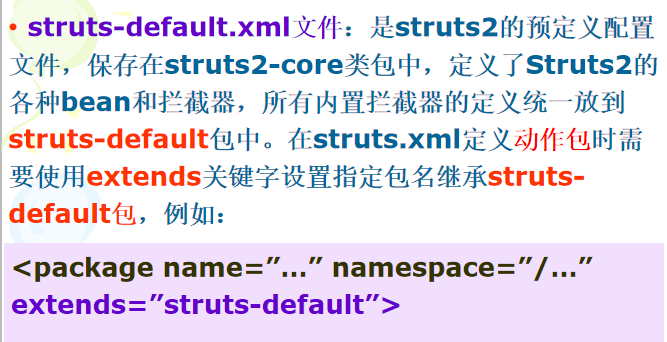 • struts-default.xml文件：是struts2的预定义配置
文件，保存在struts2-core类包中，定义了Struts2的
各种bean和拦截器，所有内置拦截器的定义统一放到
struts-default包中。在struts.xml定义动作包时需
要使用extends关键字设置指定包名继承struts-
default包，例如：
<package name=”…” namespace=”/…”
extends=”struts-default”>